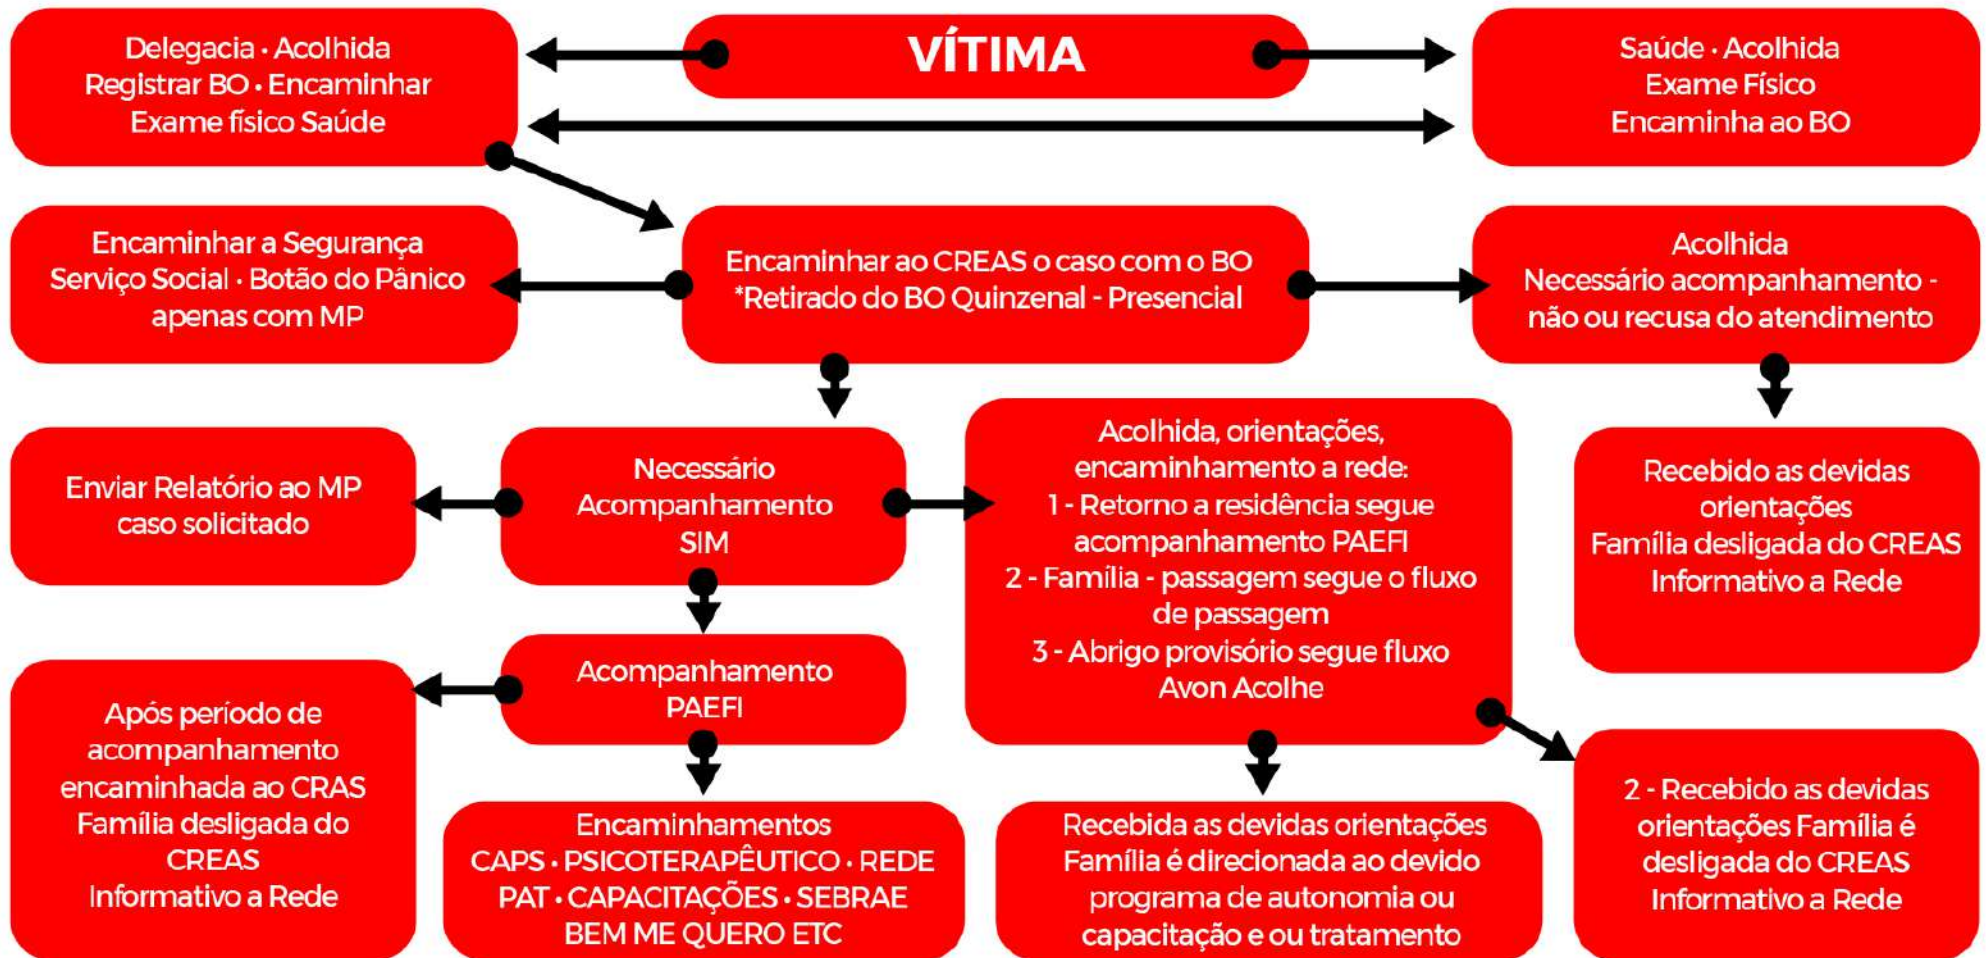 VÍTIMA
Delegacia • Acolhida
Registrar BO • Encaminhar
Exame físico Saúde
Saúde • Acolhida
Exame Físico
Encaminha ao BO
Encaminhar a Segurança
Serviço Social • Botão do Pânico
apenas com MP
Encaminhar ao CREAS o caso com o BO
*Retirado do BO Quinzenal - Presencial
Acolhida
Necessário acompanhamento -
não ou recusa do atendimento
Enviar Relatório ao MP
caso solicitado
Necessário
Acompanhamento
SIM
Acolhida, orientações,
encaminhamento a rede:
1 - Retorno a residência segue
acompanhamento PAEFI
2 - Família - passagem segue o fluxo
de passagem
3 - Abrigo provisório segue fluxo
Avon Acolhe
Recebido as devidas
orientações
Família desligada do CREAS
Informativo a Rede
Acompanhamento
PAEFI
Após período de
acompanhamento
encaminhada ao CRAS
Família desligada do
CREAS
Informativo a Rede
Encaminhamentos
CAPS • PSICOTERAPÊUTICO • REDE
PAT • CAPACITAÇÕES • SEBRAE
BEM ME QUERO ETC
Recebida as devidas orientações
Família é direcionada ao devido
programa de autonomia ou
capacitação e ou tratamento
2 - Recebido as devidas
orientações Família é
desligada do CREAS
Informativo a Rede